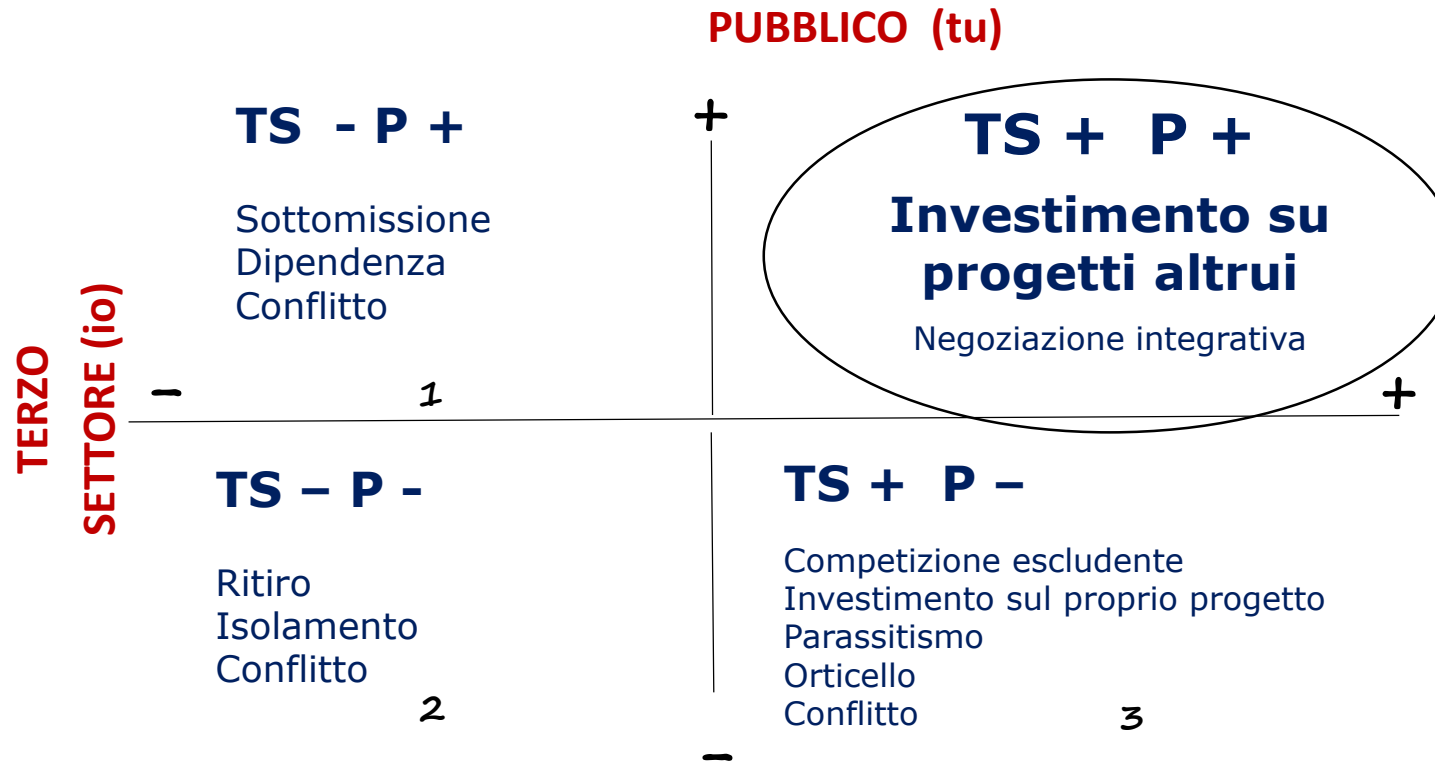 PUBBLICO (tu)
TS - P +
Sottomissione
Dipendenza
Conflitto
+
TS + P +
Investimento su
progetti altrui
Negoziazione integrativa
TERZO
SETTORE (io)
-
1
+
TS – P -
Ritiro
Isolamento
Conflitto
2
TS + P –
Competizione escludente
Investimento sul proprio progetto
Parassitismo
Orticello
Conflitto
3
-